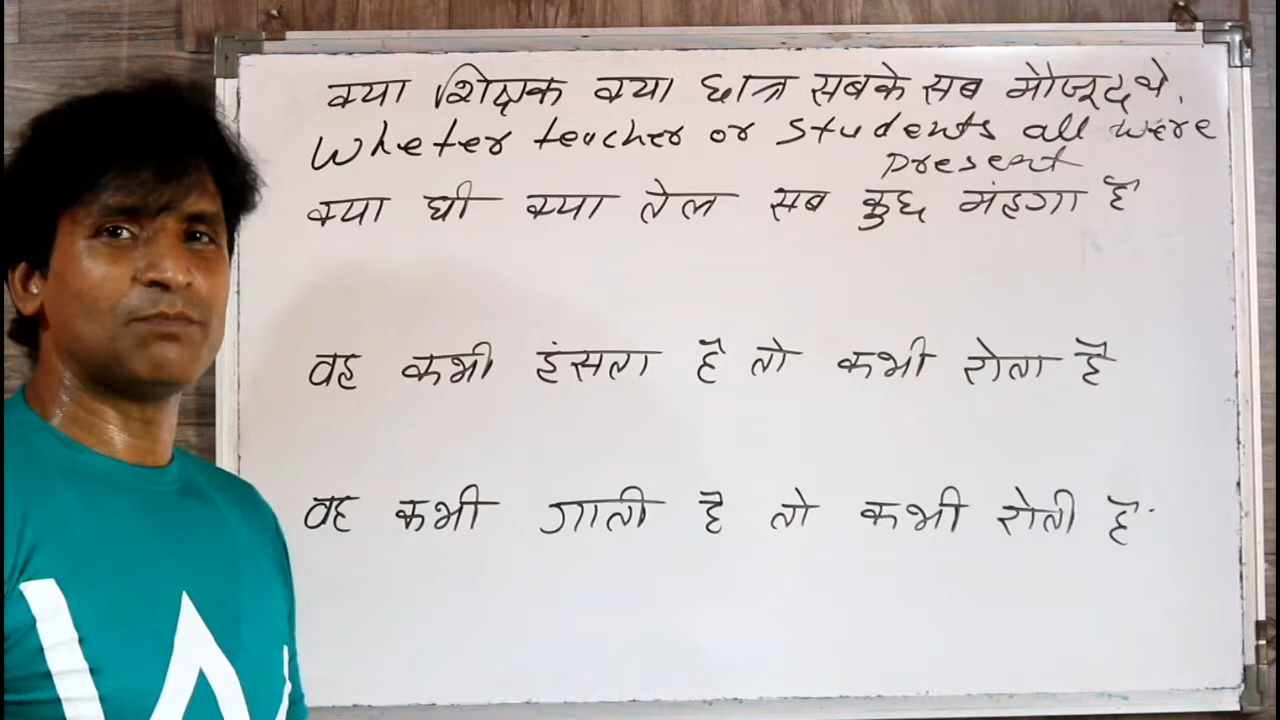 क्या शिक्षक क्या छात्र सबके सब मौजूद थे.
Wheter teacher or students all were
present
क्या घी क्या तेल सब कुछ मंहगा है
वह कभी हंसता है तो कभी रोता है
वह कभी गाती है तो कभी रोती है.